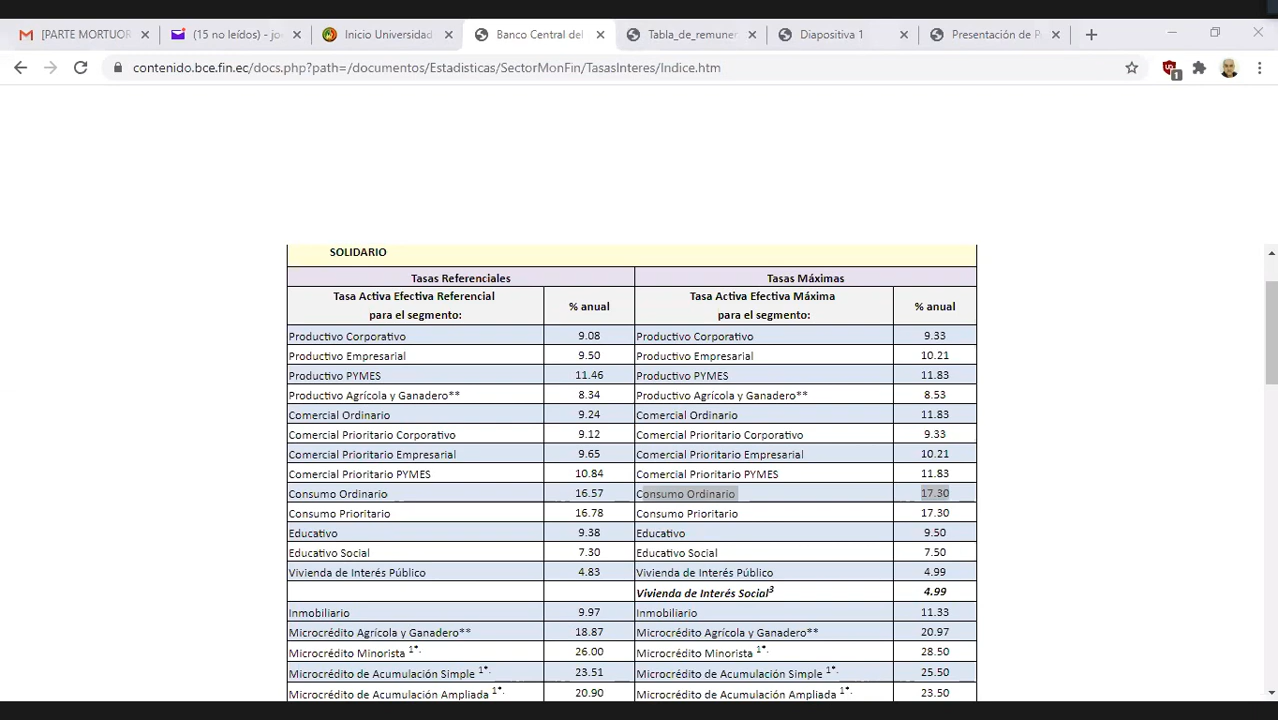 [PARTE MORTUOR
(15 no leídos) - jo
Inicio Universidad
Banco Central del
Tabla_de_remuner
Diapositiva 1
Presentación de P
contenido.bce.fin.ec/docs.php?path=/documentos/Estadisticas/SectorMonFin/TasasInteres/Indice.htm
1
SOLIDARIO
Tasas Referenciales Tasas Máximas
Tasa Activa Efectiva Referencial para el segmento: % anual Tasa Activa Efectiva Máxima para el segmento: % anual
Productivo Corporativo 9.08 Productivo Corporativo 9.33
Productivo Empresarial 9.50 Productivo Empresarial 10.21
Productivo PYMES 11.46 Productivo PYMES 11.83
Productivo Agrícola y Ganadero** 8.34 Productivo Agrícola y Ganadero** 8.53
Comercial Ordinario 9.24 Comercial Ordinario 11.83
Comercial Prioritario Corporativo 9.12 Comercial Prioritario Corporativo 9.33
Comercial Prioritario Empresarial 9.65 Comercial Prioritario Empresarial 10.21
Comercial Prioritario PYMES 10.84 Comercial Prioritario PYMES 11.83
Consumo Ordinario 16.57 Consumo Ordinario 17.30
Consumo Prioritario 16.78 Consumo Prioritario 17.30
Educativo 9.38 Educativo 9.50
Educativo Social 7.30 Educativo Social 7.50
Vivienda de Interés Público 4.83 Vivienda de Interés Público 4.99
Vivienda de Interés Social³ 4.99
Inmobiliario 9.97 Inmobiliario 11.33
Microcrédito Agrícola y Ganadero** 18.87 Microcrédito Agrícola y Ganadero** 20.97
Microcrédito Minorista 1*. 26.00 Microcrédito Minorista 1*. 28.50
Microcrédito de Acumulación Simple 1*. 23.51 Microcrédito de Acumulación Simple 1*. 25.50
Microcrédito de Acumulación Ampliada 1*. 20.90 Microcrédito de Acumulación Ampliada 1*. 23.50